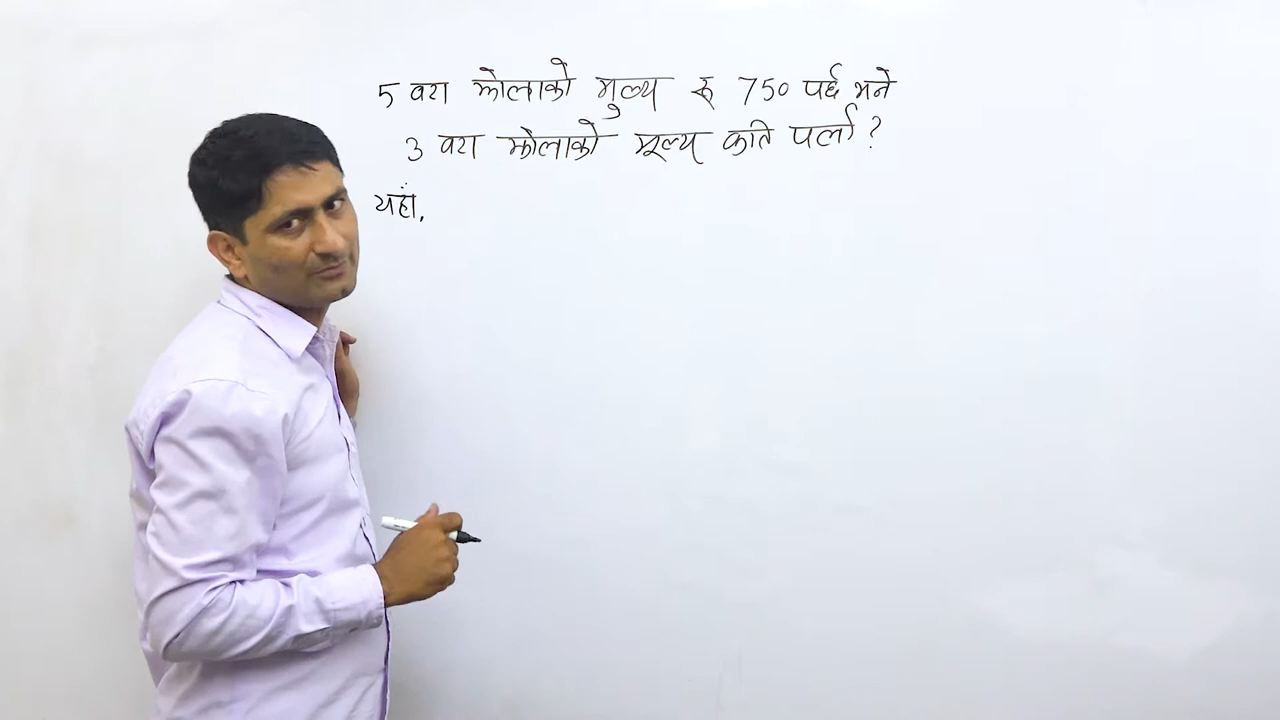 5 वटा झोलाको मुल्य रू 750 पर्छ भने
3 वटा झोलाको मूल्य कति पर्ला ?
यहाँ,